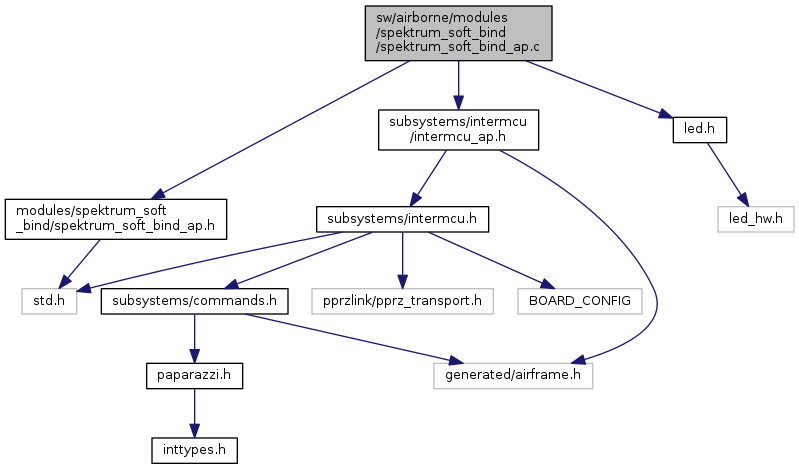 sw/airborne/modules
/spektrum_soft_bind
/spektrum_soft_bind_ap.c
subsystems/intermcu
/intermcu_ap.h
led.h
modules/spektrum_soft
_bind/spektrum_soft_bind_ap.h
subsystems/intermcu.h
led_hw.h
std.h
subsystems/commands.h
pprzlink/pprz_transport.h
BOARD_CONFIG
paparazzi.h
generated/airframe.h
inttypes.h